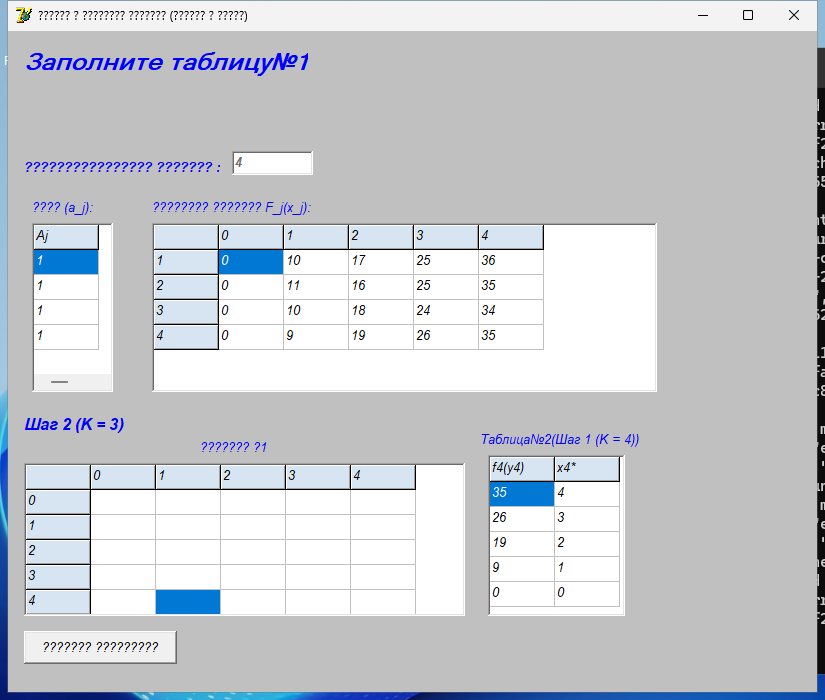 ?????? ? ???????? ??????? (?????? ? ?????)
Заполните таблицу№1
???????????????? ??????? : 4
???? (a_j): ???????? ??????? F_j(x_j):
Aj 0 1 2 3 4
1 1 0 10 17 25 36
1 2 0 11 16 25 35
1 3 0 10 18 24 34
1 4 0 9 19 26 35
Шаг 2 (K = 3)
??????? ?1 Таблица№2(Шаг 1 (K = 4))
0 1 2 3 4 f4(y4) x4*
0 35 4
1 26 3
2 19 2
3 9 1
4 0 0
??????? ?????????